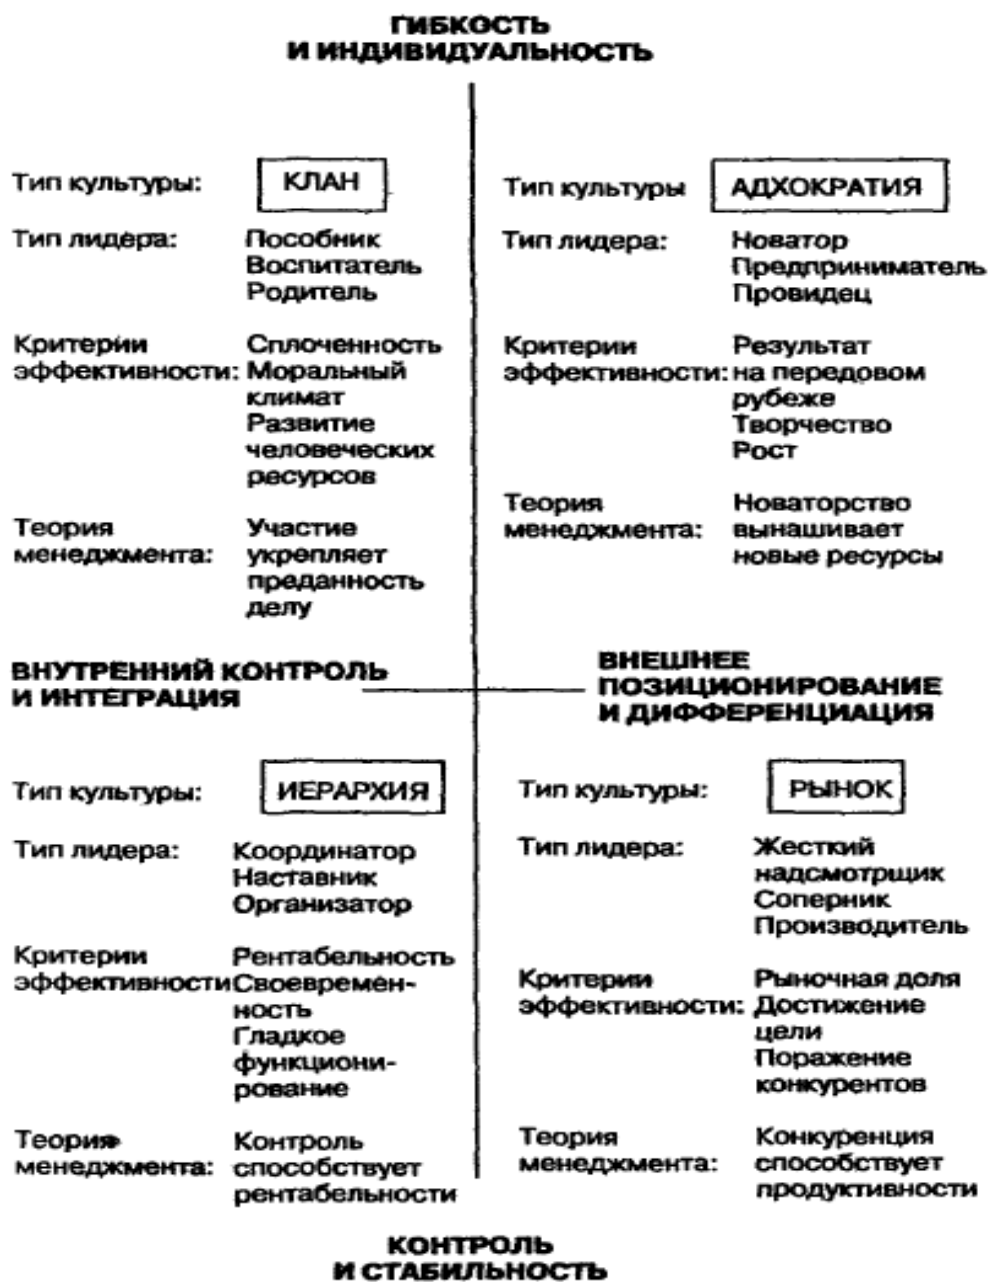 ГИБКОСТЬ
И ИНДИВИДУАЛЬНОСТЬ
Тип культуры: КЛАН
Тип лидера: Пособник
Воспитатель
Родитель
Критерии Сплоченность
эффективности: Моральный
климат
Развитие
человеческих
ресурсов
Теория Участие
менеджмента: укрепляет
преданность
делу
Тип культуры АДХОКРАТИЯ
Тип лидера: Новатор
Предприниматель
Провидец
Критерии Результат
эффективности: на передовом
рубеже
Творчество
Рост
Теория Новаторство
менеджмента: вынашивает
новые ресурсы
ВНУТРЕННИЙ КОНТРОЛЬ
И ИНТЕГРАЦИЯ
ВНЕШНЕЕ
ПОЗИЦИОНИРОВАНИЕ
И ДИФФЕРЕНЦИАЦИЯ
Тип культуры: ИЕРАРХИЯ
Тип лидера: Координатор
Наставник
Организатор
Критерии Рентабельность
эффективности Своевремен-
ность
Гладкое
функциони-
рование
Теория Контроль
менеджмента: способствует
рентабельности
Тип культуры: РЫНОК
Тип лидера: Жесткий
надсмотрщик
Соперник
Производитель
Критерии Рыночная доля
эффективности: Достижение
цели
Поражение
конкурентов
Теория Конкуренция
менеджмента: способствует
продуктивности
КОНТРОЛЬ
И СТАБИЛЬНОСТЬ